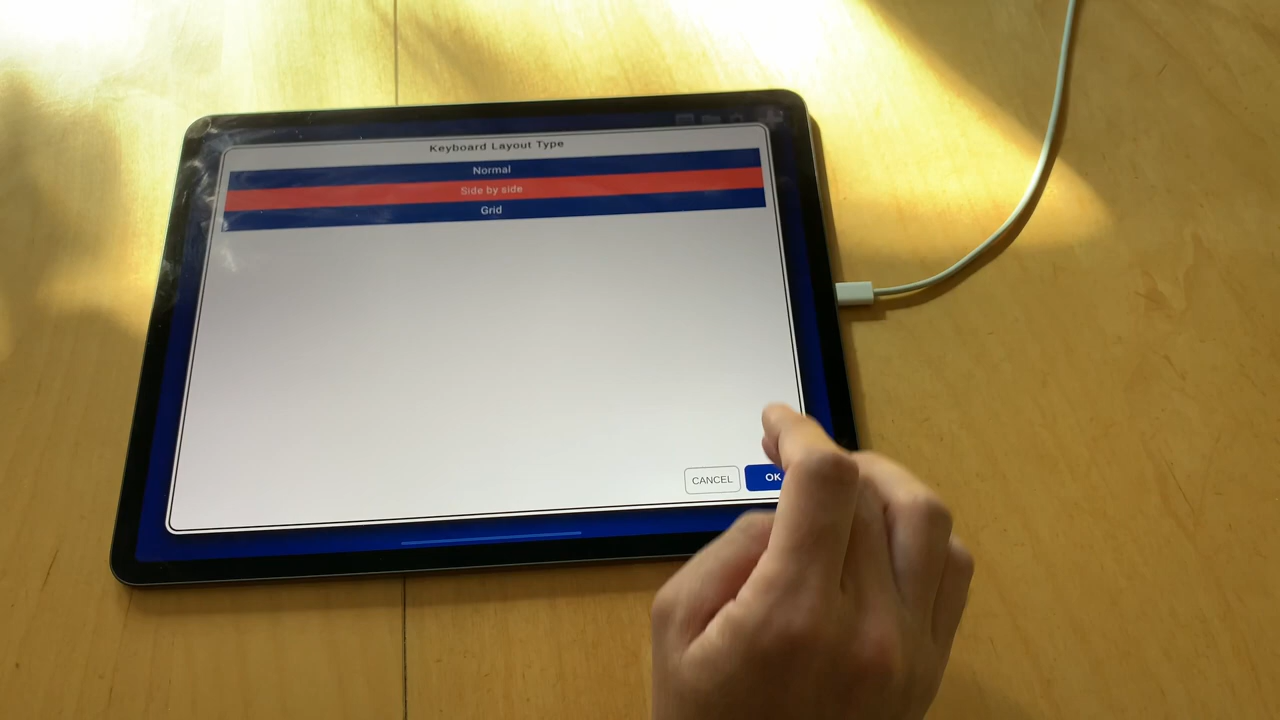 Keyboard Layout Type
Normal
Side by side
Grid
CANCEL
OK